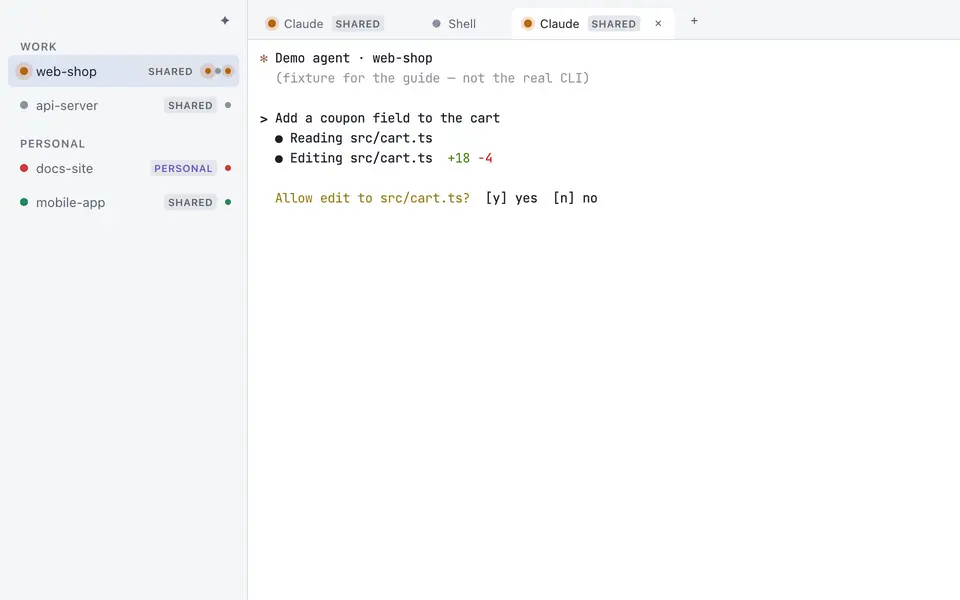 ✦
WORK
web-shop SHARED
api-server SHARED
PERSONAL
docs-site PERSONAL
mobile-app SHARED
Claude SHARED Shell Claude SHARED × +
* Demo agent · web-shop
(fixture for the guide — not the real CLI)
> Add a coupon field to the cart
● Reading src/cart.ts
● Editing src/cart.ts +18 -4
Allow edit to src/cart.ts? [y] yes [n] no